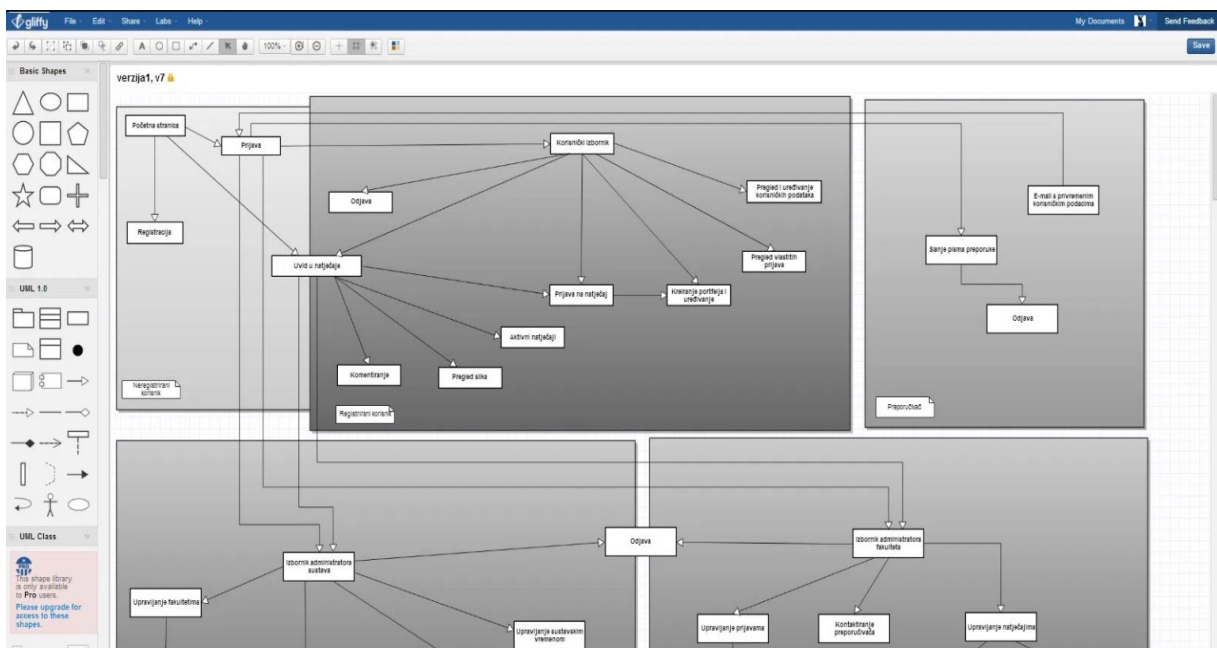 gliffy File Edit Share Labs Help My Documents Send Feedback
100% Save
Basic Shapes
verzija1, v7
Početna stranica
Prijava
Korisnički izbornik
Odjava
Pregled i uređivanje
korisničkih podataka
E-mail s privremenim
korisničkim podacima
Registracija
Slanje pisma preporuke
Uvid u natječaje
Pregled vlastitih
prijava
UML 1.0
Prijava na natječaj
Kreiranje portfelja i
uređivanje
Odjava
Aktivni natječaji
Komentiranje
Pregled slika
Neregistrirani
korisnik
Registrirani korisnik
Preporučivač
UML Class
Odjava
Izbornik administratora
sustava
Izbornik administratora
fakulteta
PRO
This shape library
is only available
to Pro users.
Please upgrade for
access to these
shapes.
Upravljanje fakultetima
Upravljanje sustavskim
vremenom
Upravljanje prijavama
Kontaktiranje
preporučivača
Upravljanje natječajima